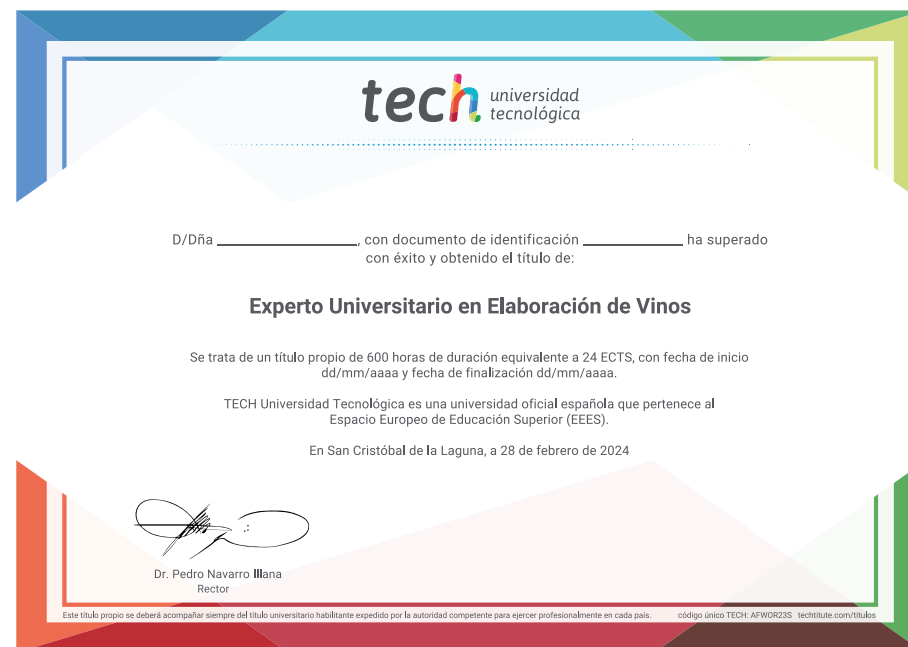 tech universidad
tecnológica
D/Dña , con documento de identificación ha superado
con éxito y obtenido el título de:
Experto Universitario en Elaboración de Vinos
Se trata de un título propio de 600 horas de duración equivalente a 24 ECTS, con fecha de inicio
dd/mm/aaaa y fecha de finalización dd/mm/aaaa.
TECH Universidad Tecnológica es una universidad oficial española que pertenece al
Espacio Europeo de Educación Superior (EEES).
En San Cristóbal de la Laguna, a 28 de febrero de 2024
Dr. Pedro Navarro Illana
Rector
Este título propio se deberá acompañar siempre del título universitario habilitante expedido por la autoridad competente para ejercer profesionalmente en cada país. código único TECH: AFWOR23S techtitute.com/titulos